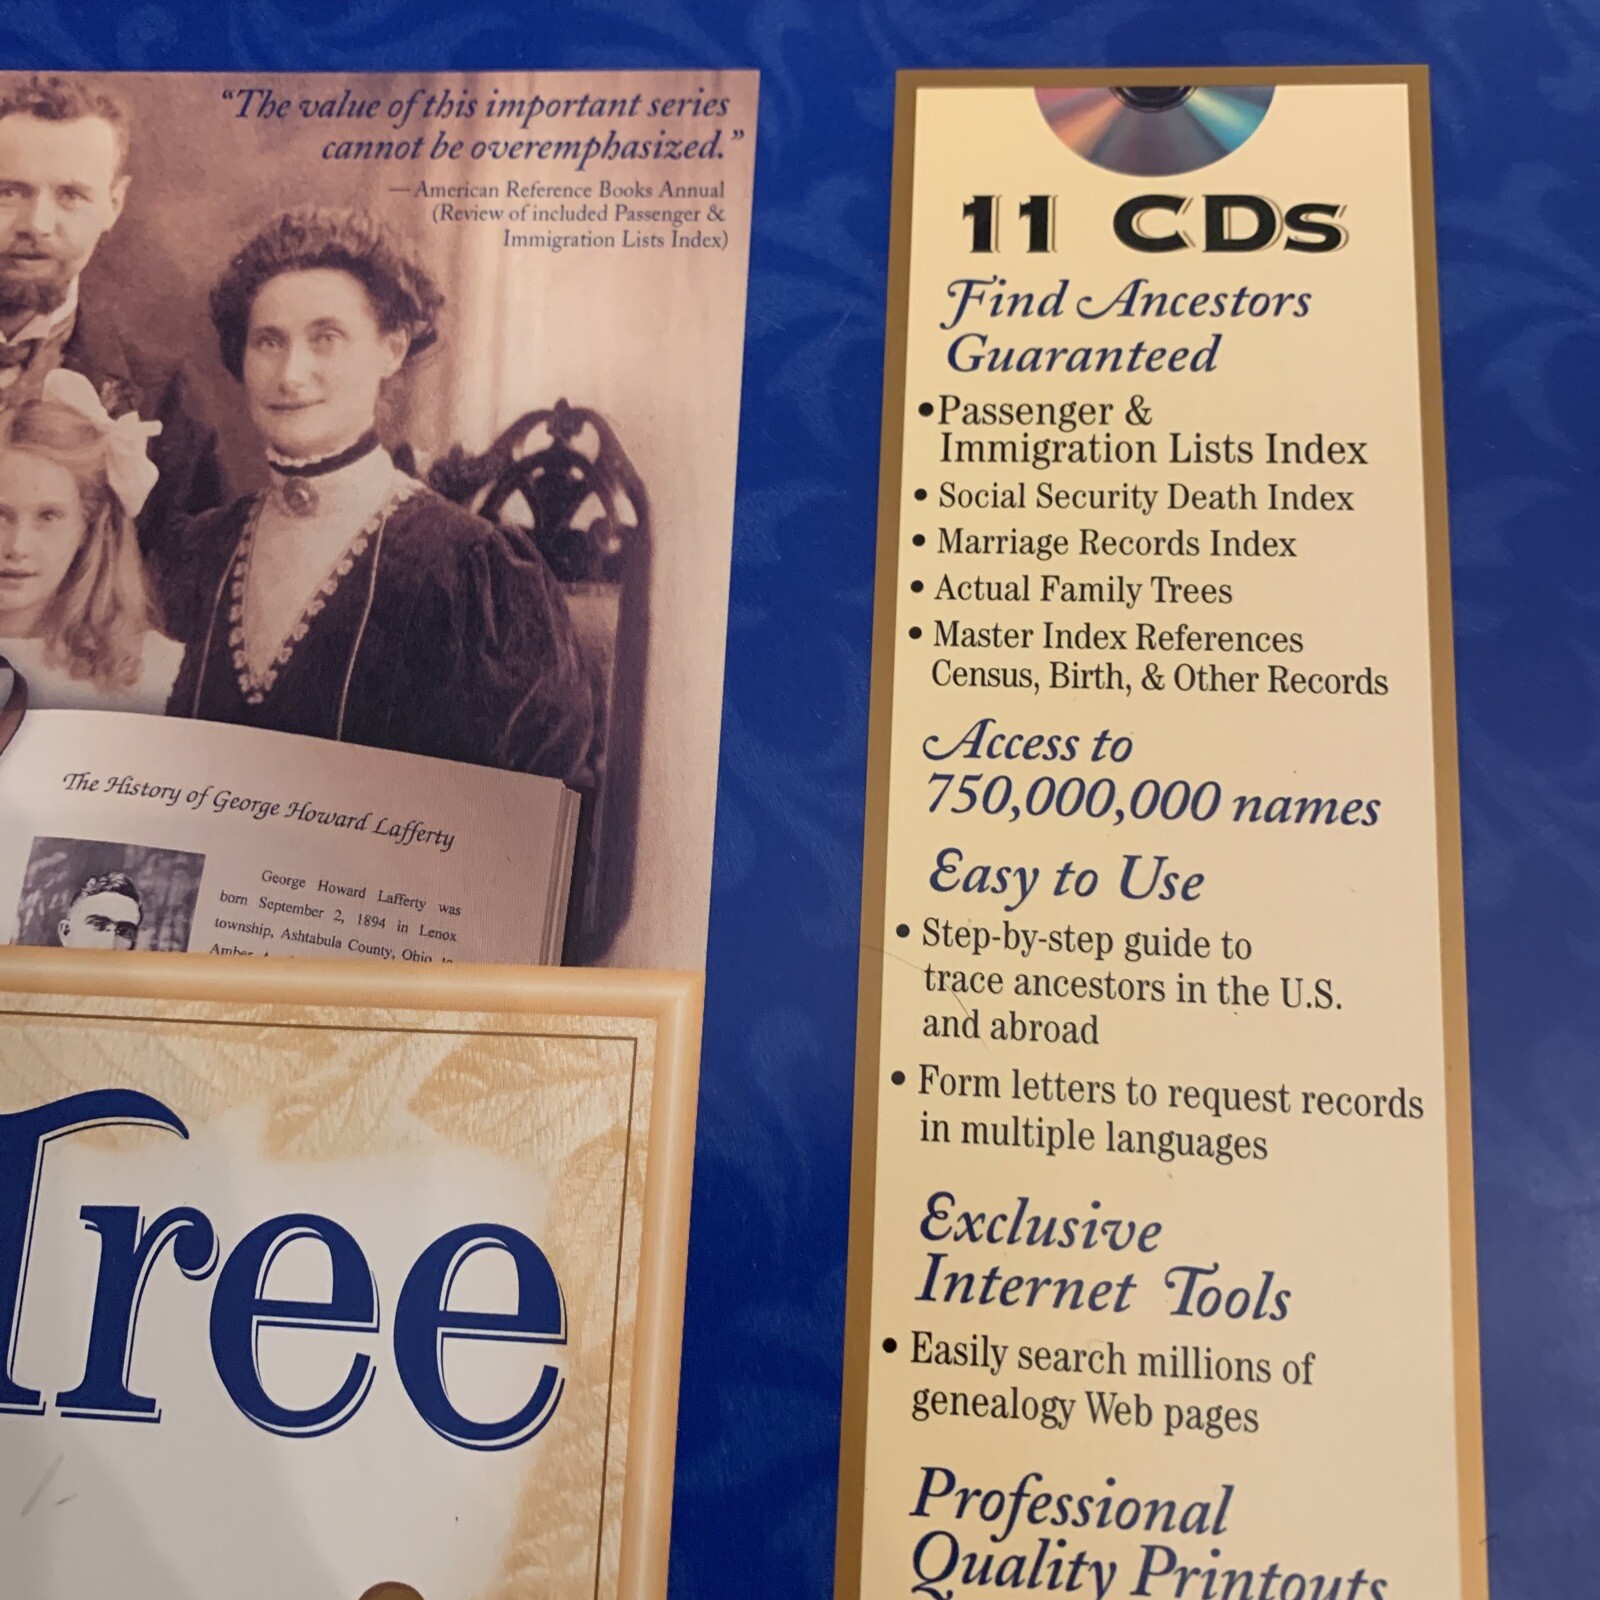 “The value of this important series
cannot be overemphasized.”
—American Reference Books Annual
(Review of included Passenger &
Immigration Lists Index)
The History of George Howard Lafferty
George Howard Lafferty was
born September 2, 1894 in Lenox
township, Ashtabula County, Ohio to
Tree
11 CDs
Find Ancestors
Guaranteed
•Passenger &
Immigration Lists Index
• Social Security Death Index
• Marriage Records Index
• Actual Family Trees
• Master Index References
Census, Birth, & Other Records
Access to
750,000,000 names
Easy to Use
• Step-by-step guide to
trace ancestors in the U.S.
and abroad
• Form letters to request records
in multiple languages
Exclusive
Internet Tools
• Easily search millions of
genealogy Web pages
Professional
Quality Printouts